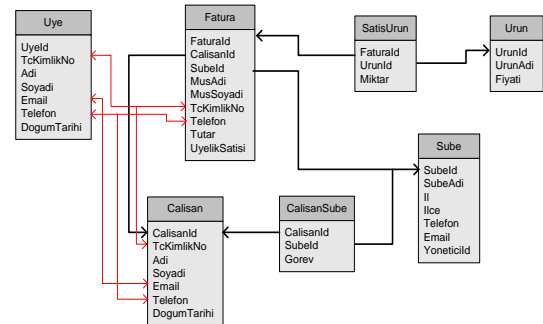 Uye
UyeId
TcKimlikNo
Adi
Soyadi
Email
Telefon
DogumTarihi
Fatura
FaturaId
CalisanId
SubeId
MusAdi
MusSoyadi
TcKimlikNo
Telefon
Tutar
UyelikSatisi
SatisUrun
FaturaId
UrunId
Miktar
Urun
UrunId
UrunAdi
Fiyati
Sube
SubeId
SubeAdi
Il
Ilce
Telefon
Email
YoneticiId
Calisan
CalisanId
TcKimlikNo
Adi
Soyadi
Email
Telefon
DogumTarihi
CalisanSube
CalisanId
SubeId
Gorev